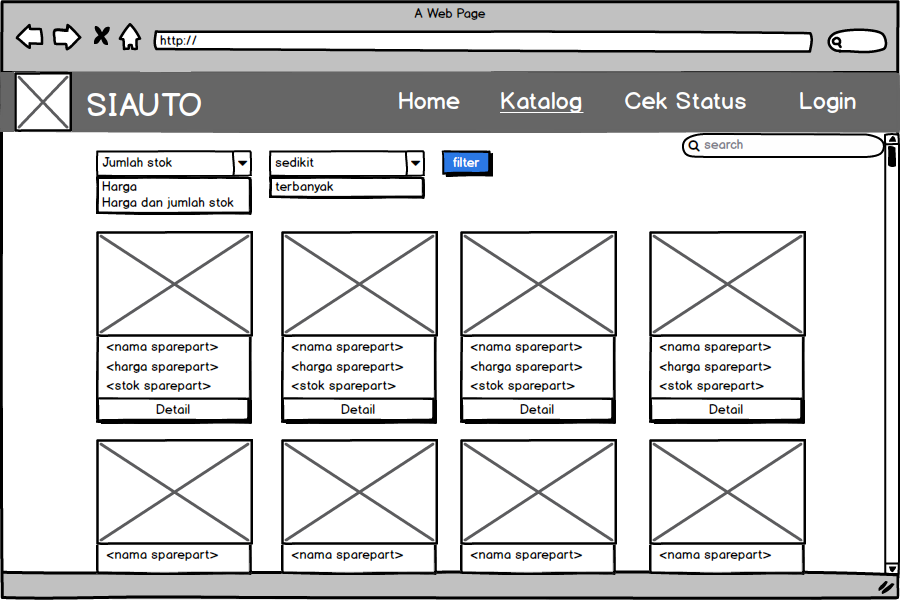 A Web Page
http://
SIAUTO
Home Katalog Cek Status Login
search
Jumlah stok sedikit filter
Harga terbanyak
Harga dan jumlah stok
<nama sparepart> <nama sparepart> <nama sparepart> <nama sparepart>
<harga sparepart> <harga sparepart> <harga sparepart> <harga sparepart>
<stok sparepart> <stok sparepart> <stok sparepart> <stok sparepart>
Detail Detail Detail Detail
<nama sparepart> <nama sparepart> <nama sparepart> <nama sparepart>